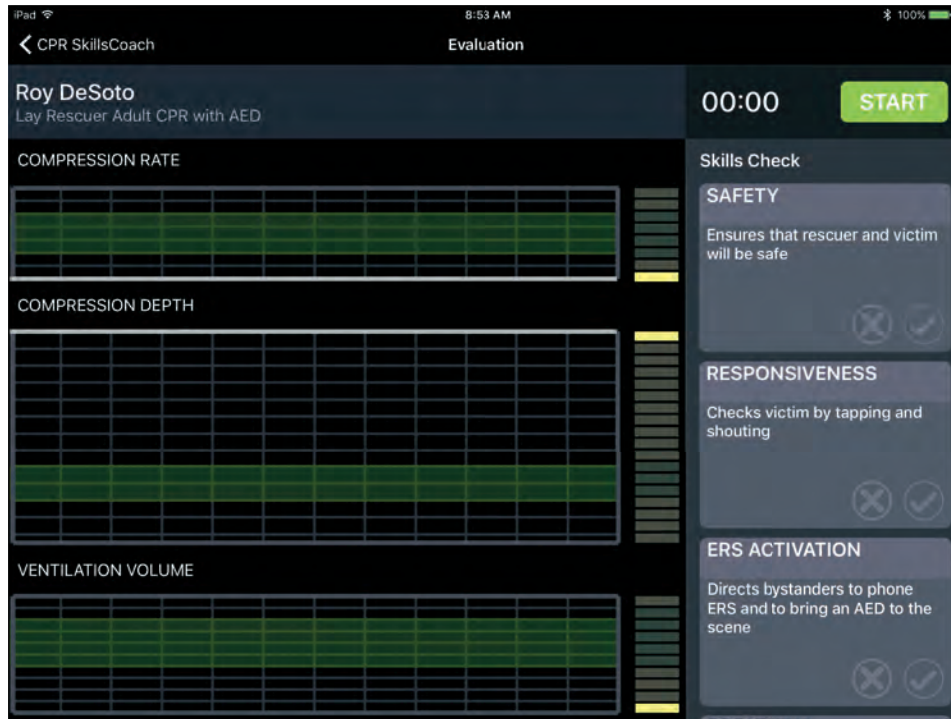 iPad
8:53 AM
100%
CPR SkillsCoach
Evaluation
Roy DeSoto
Lay Rescuer Adult CPR with AED
00:00
START
COMPRESSION RATE
COMPRESSION DEPTH
VENTILATION VOLUME
Skills Check
SAFETY
Ensures that rescuer and victim
will be safe
RESPONSIVENESS
Checks victim by tapping and
shouting
ERS ACTIVATION
Directs bystanders to phone
ERS and to bring an AED to the
scene